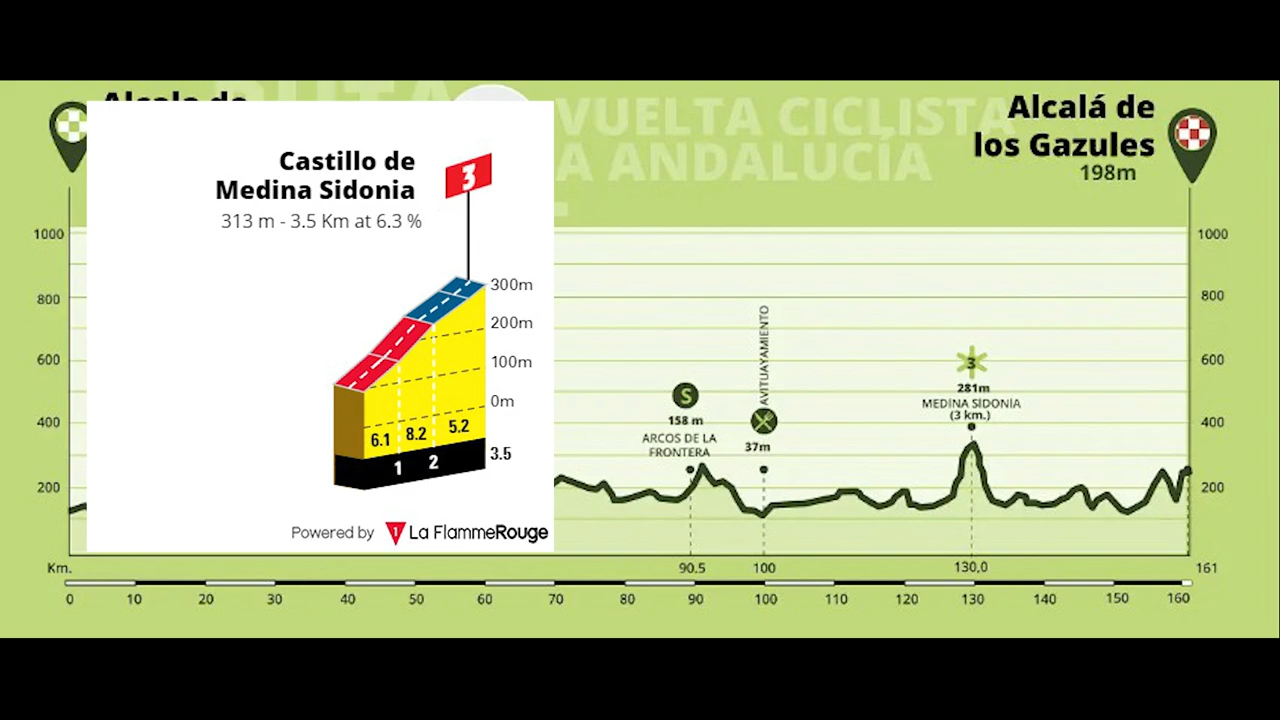 Alcalá de
los Gazules
198m
VUELTA CICLISTA
A ANDALUCÍA
Castillo de
Medina Sidonia
313 m - 3.5 Km at 6.3 %
3
300m
200m
100m
0m
6.1 8.2 5.2
1 2 3.5
Powered by 1 La FlammeRouge
1000 1000
800 800
600 600
400 400
200 200
S
158 m
ARCOS DE LA
FRONTERA
AVITUAYAMIENTO
37m
3
281m
MEDINA SIDONIA
(3 km.)
Km. 90.5 100 130.0 161
0 10 20 30 40 50 60 70 80 90 100 110 120 130 140 150 160